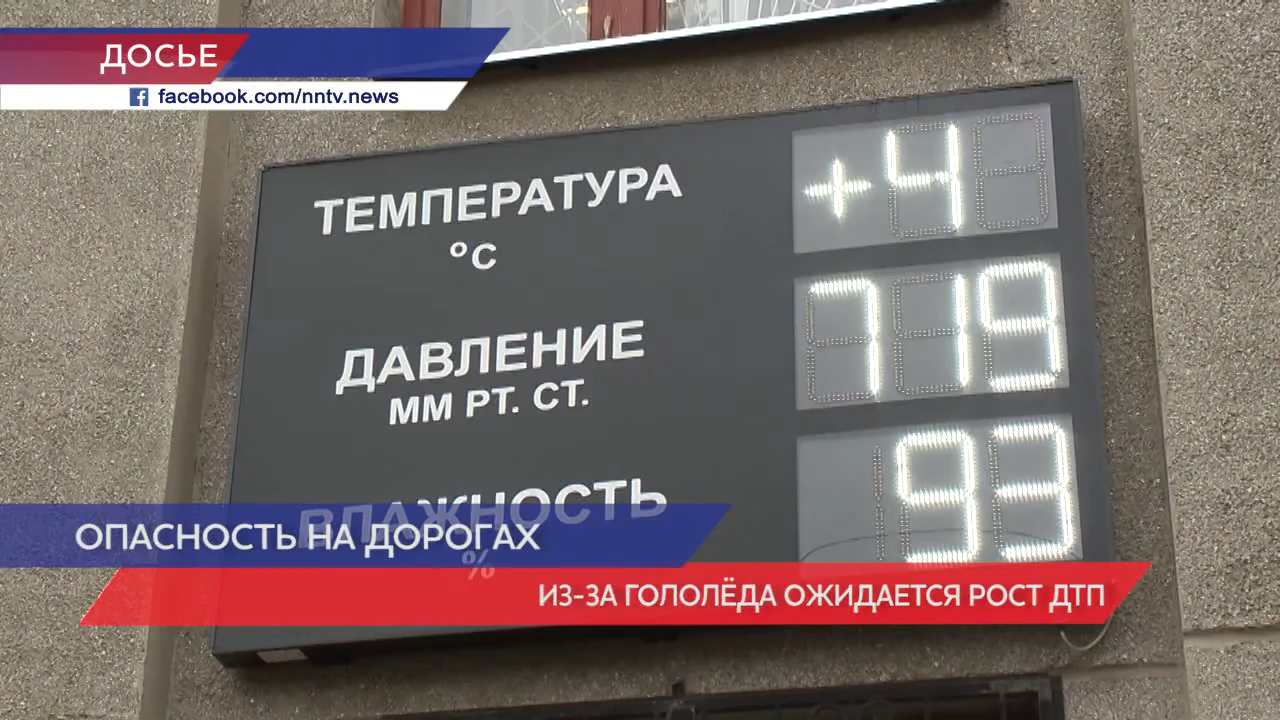 ДОСЬЕ
facebook.com/nntv.news
ТЕМПЕРАТУРА
°C
+4
ДАВЛЕНИЕ
ММ РТ. СТ.
719
ВЛАЖНОСТЬ
%
93
ОПАСНОСТЬ НА ДОРОГАХ
ИЗ-ЗА ГОЛОЛЁДА ОЖИДАЕТСЯ РОСТ ДТП